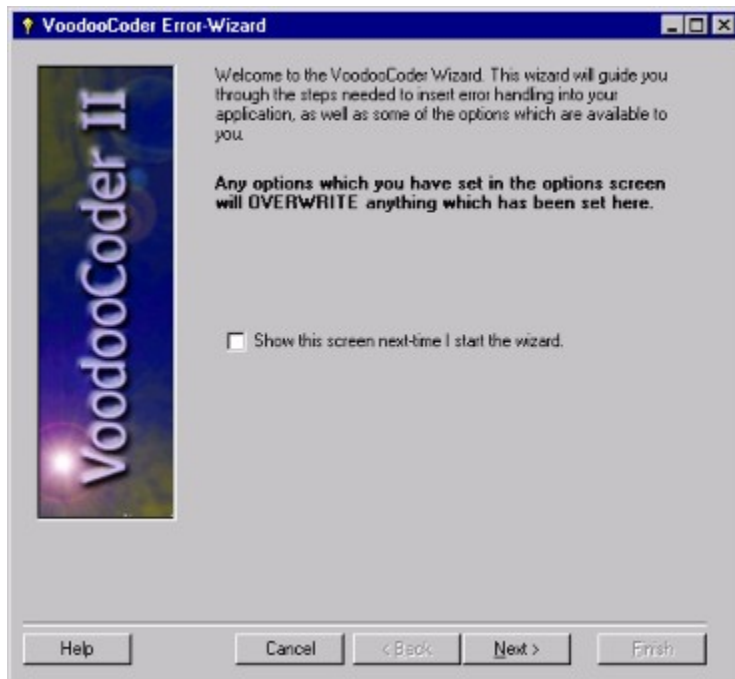 VoodooCoder Error-Wizard
VoodooCoder II
Welcome to the VoodooCoder Wizard. This wizard will guide you
through the steps needed to insert error handling into your
application, as well as some of the options which are available to
you.
Any options which you have set in the options screen
will OVERWRITE anything which has been set here.
Show this screen next-time I start the wizard.
Help
Cancel
< Back
Next >
Finish